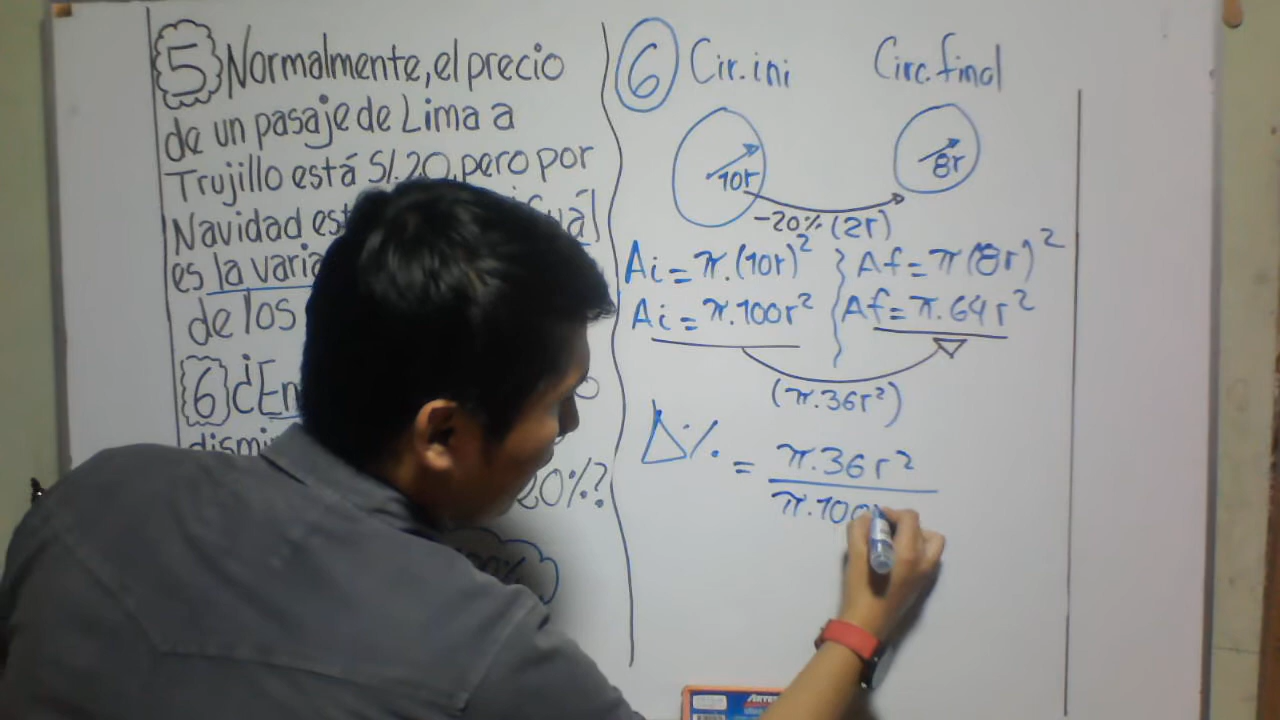 5 Normalmente, el precio
de un pasaje de Lima a
Trujillo está S/.20, pero por
Navidad est
es la varia
de los
6 ¿En
dismi
20%?
6 Cir.ini Circ.final
10r 8r
-20% (2r)
Ai = π.(10r)² Af = π(8r)²
Ai = π.100r² Af = π.64r²
(π.36r²)
Δ% = π.36r²
π.100